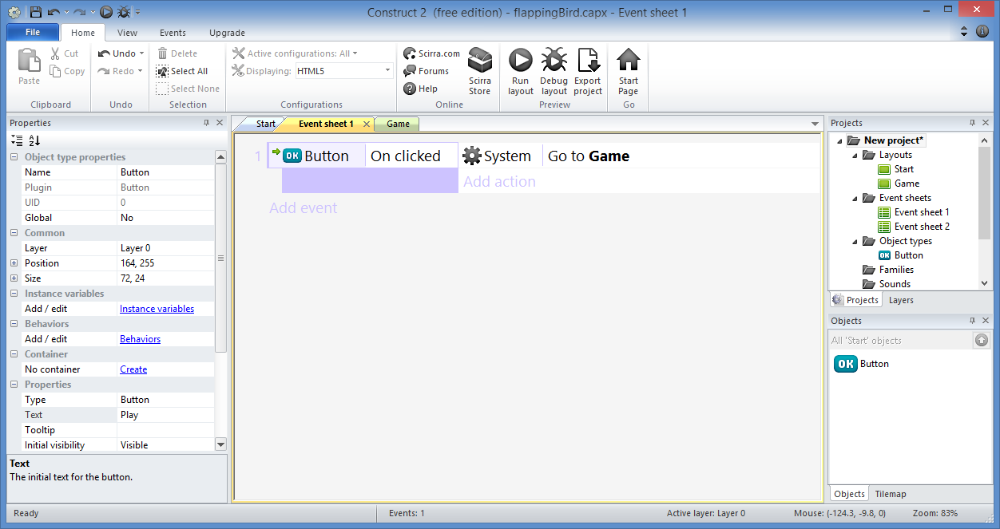 Construct 2 (free edition) - flappingBird.capx - Event sheet 1
File Home View Events Upgrade
Paste
Cut
Copy
Clipboard
Undo
Redo
Undo
Delete
Select All
Select None
Selection
Active configurations: All
Displaying: HTML5
Configurations
Scirra.com
Forums
Help
Scirra
Store
Online
Run
layout
Debug
layout
Export
project
Preview
Start
Page
Go
Properties
Object type properties
Name Button
Plugin Button
UID 0
Global No
Common
Layer Layer 0
Position 164, 255
Size 72, 24
Instance variables
Add / edit Instance variables
Behaviors
Add / edit Behaviors
Container
No container Create
Properties
Type Button
Text Play
Tooltip
Initial visibility Visible
Text
The initial text for the button.
Start Event sheet 1 Game
1 OK Button On clicked System Go to Game
Add action
Add event
Projects
New project*
Layouts
Start
Game
Event sheets
Event sheet 1
Event sheet 2
Object types
OK Button
Families
Sounds
Projects Layers
Objects
All 'Start' objects
OK Button
Objects Tilemap
Ready Events: 1 Active layer: Layer 0 Mouse: (-124.3, -9.8, 0) Zoom: 83%